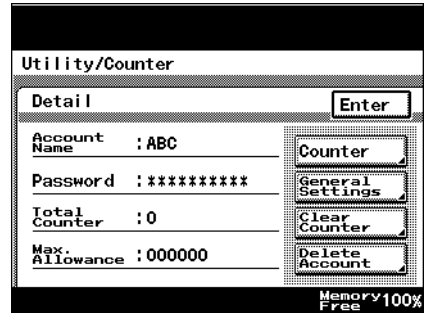 Utility/Counter
Detail
Enter
Account
Name :ABC
Counter
Password :**********
General
Settings
Total
Counter :0
Clear
Counter
Max.
Allowance :000000
Delete
Account
Memory
Free 100%